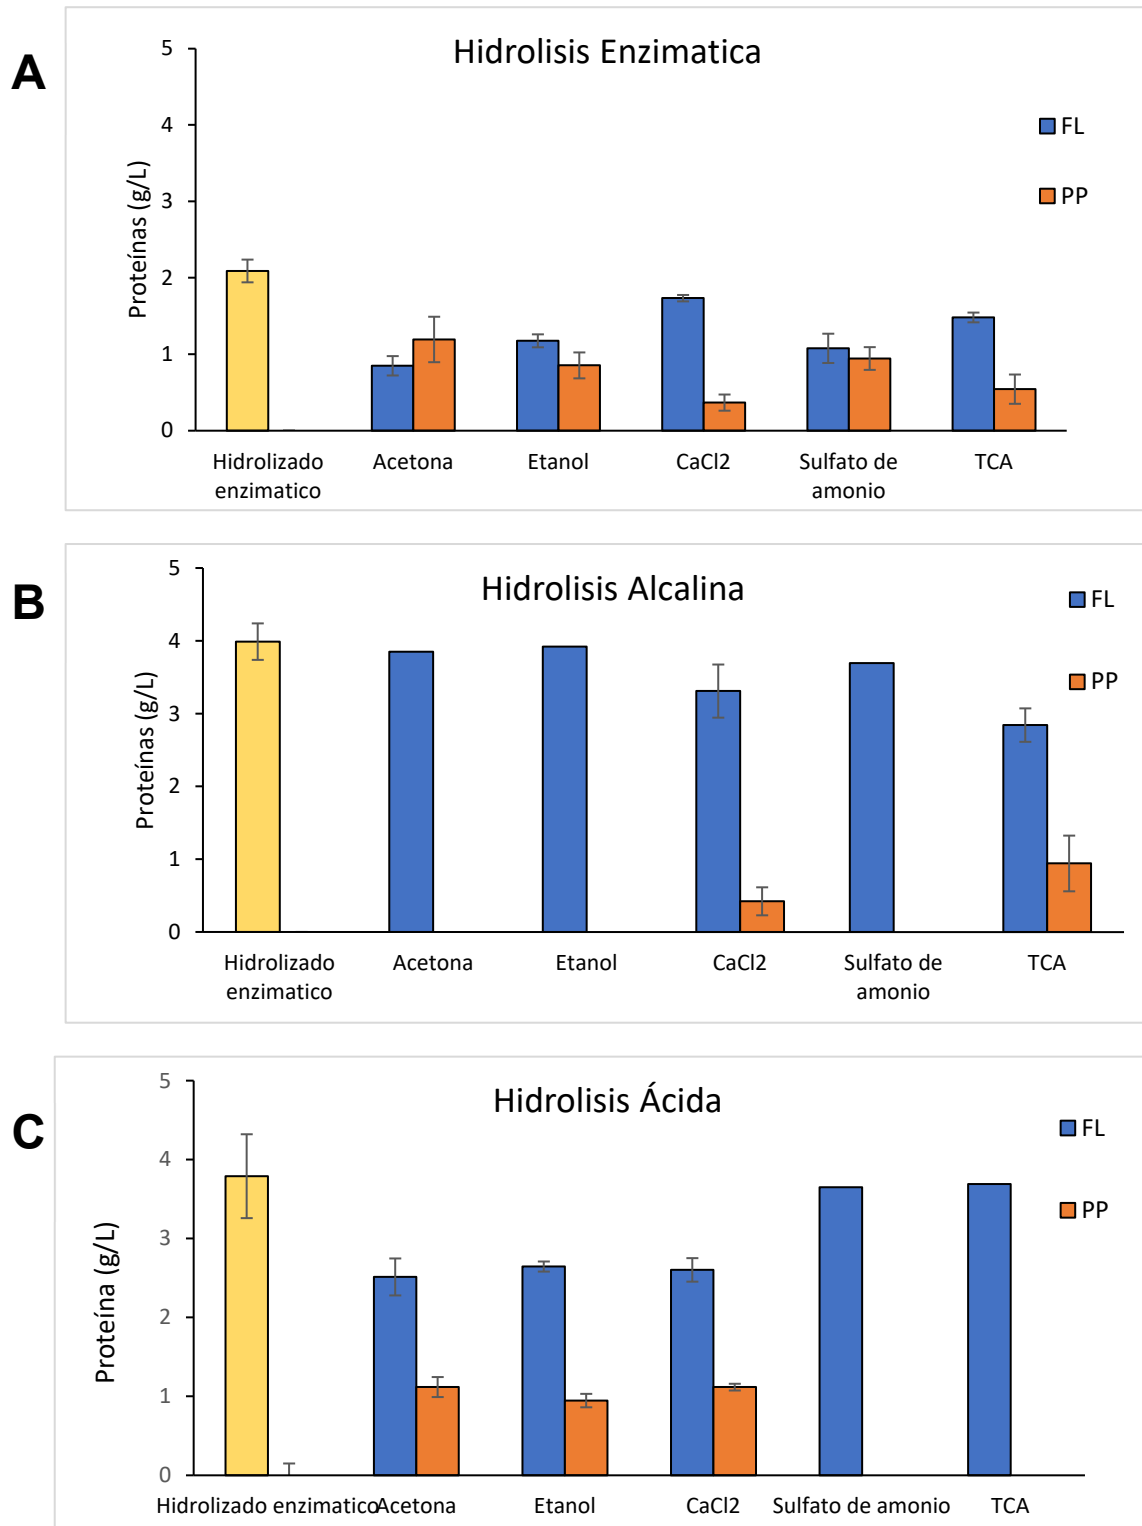 A
Hidrolisis Enzimatica
Proteínas (g/L)
5
4
3
2
1
0
FL
PP
Hidrolizado
enzimatico
Acetona
Etanol
CaCl2
Sulfato de
amonio
TCA
B
Hidrolisis Alcalina
Proteínas (g/L)
5
4
3
2
1
0
FL
PP
Hidrolizado
enzimatico
Acetona
Etanol
CaCl2
Sulfato de
amonio
TCA
C
Hidrolisis Ácida
Proteína (g/L)
5
4
3
2
1
0
FL
PP
Hidrolizado enzimatico
Acetona
Etanol
CaCl2
Sulfato de amonio
TCA